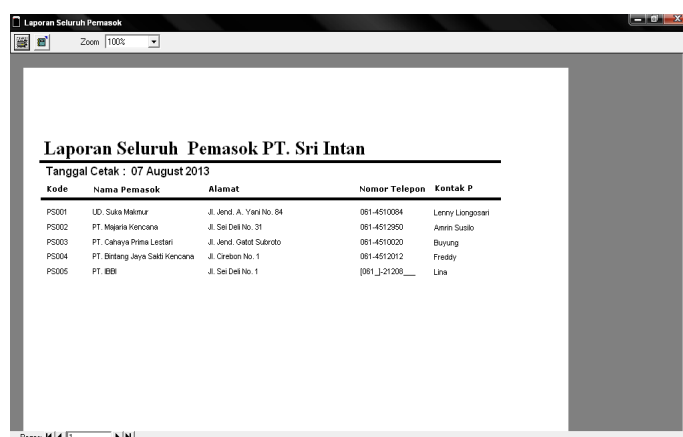 Laporan Seluruh Pemasok
Zoom 100%
Laporan Seluruh Pemasok PT. Sri Intan
Tanggal Cetak : 07 August 2013
Kode Nama Pemasok Alamat Nomor Telepon Kontak P
PS001 UD. Suka Makmur Jl. Jend. A. Yani No. 84 061-4510084 Lenny Liongosari
PS002 PT. Majaria Kencana Jl. Sei Deli No. 31 061-4512950 Amrin Susilo
PS003 PT. Cahaya Prima Lestari Jl. Jend. Gatot Subroto 061-4510020 Buyung
PS004 PT. Bintang Jaya Sakti Kencana Jl. Cirebon No. 1 061-4512012 Freddy
PS005 PT. IBBI Jl. Sei Deli No. 1 [061_]-21208___ Lina
Pages: 1